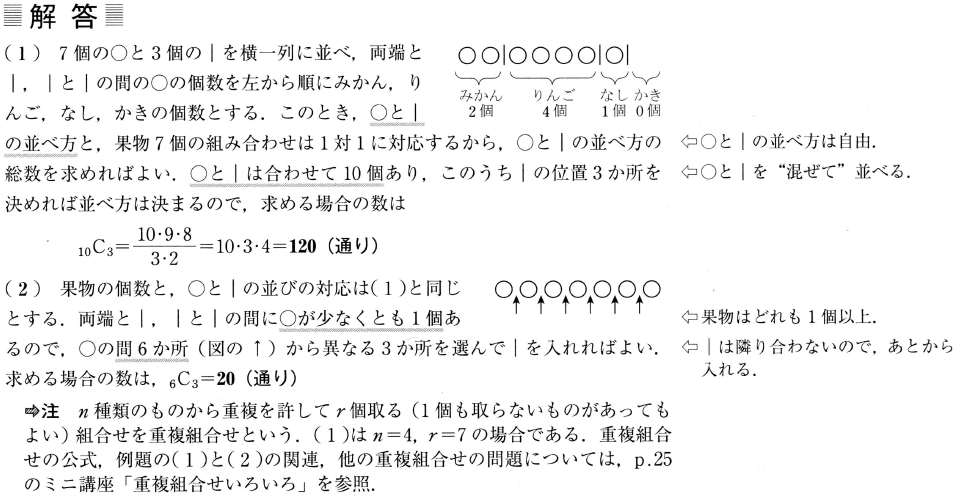 解答
(1) 7個の○と3個の|を横一列に並べ，両端と
|，|と|の間の○の個数を左から順にみかん，り
んご，なし，かきの個数とする．このとき，○と|
の並べ方と，果物7個の組み合わせは1対1に対応するから，○と|の並べ方の
総数を求めればよい．○と|は合わせて10個あり，このうち|の位置3か所を
決めれば並べ方は決まるので，求める場合の数は
○○|○○○○|○|
みかん りんご なし かき
2個 4個 1個 0個
⇦○と|の並べ方は自由．
⇦○と|を“混ぜて”並べる．
₁₀C₃=10·9·8/3·2=10·3·4=120（通り）
(2) 果物の個数と，○と|の並びの対応は(1)と同じ
とする．両端と|，|と|の間に○が少なくとも1個あ
るので，○の間6か所（図の↑）から異なる3か所を選んで|を入れればよい．
求める場合の数は，₆C₃=20（通り）
○○○○○○○
↑↑↑↑↑↑
⇦果物はどれも1個以上．
⇦|は隣り合わないので，あとから
入れる．
⇨注 n種類のものから重複を許してr個取る（1個も取らないものがあっても
よい）組合せを重複組合せという．(1)はn=4，r=7の場合である．重複組合
せの公式，例題の(1)と(2)の関連，他の重複組合せの問題については，p.25
のミニ講座「重複組合せいろいろ」を参照．